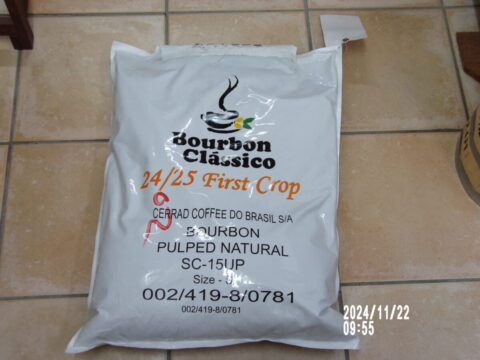 Bourbon
Clássico
24/25 First Crop
CERRAD COFFEE DO BRASIL S/A
BOURBON
PULPED NATURAL
SC-15UP
Size -
002/419-8/0781
002/419-8/0781
2024/11/22
09:55